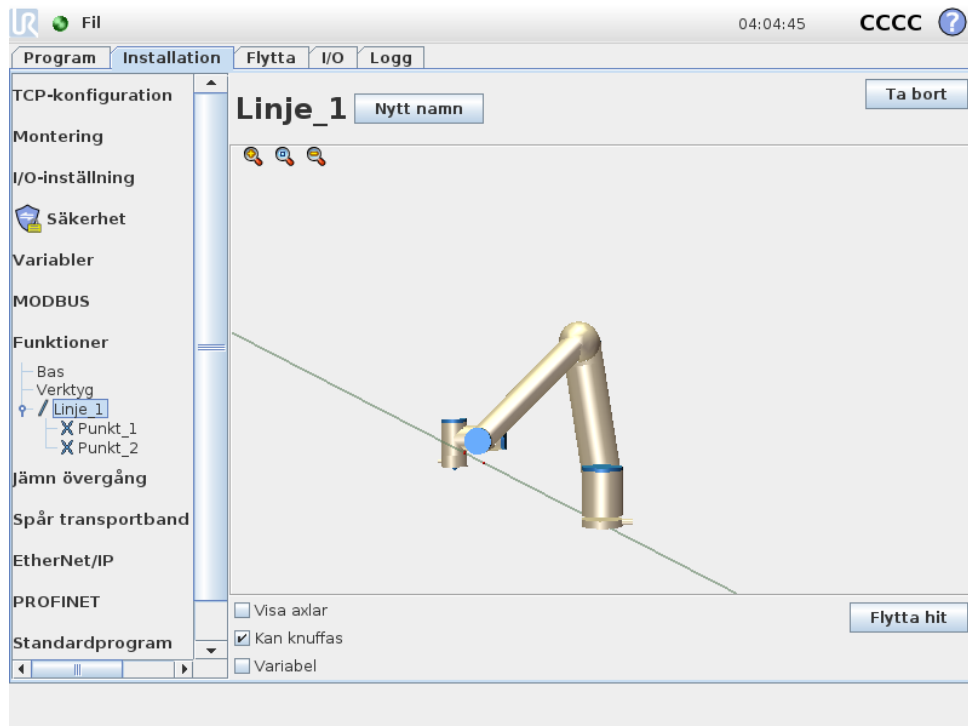 UR Fil 04:04:45 CCCC ?
Program Installation Flytta I/O Logg
TCP-konfiguration
Montering
I/O-inställning
Säkerhet
Variabler
MODBUS
Funktioner
Bas
Verktyg
Linje_1
Punkt_1
Punkt_2
Jämn övergång
Spår transportband
EtherNet/IP
PROFINET
Standardprogram
Linje_1 Nytt namn Ta bort
Visa axlar
Kan knuffas
Variabel
Flytta hit